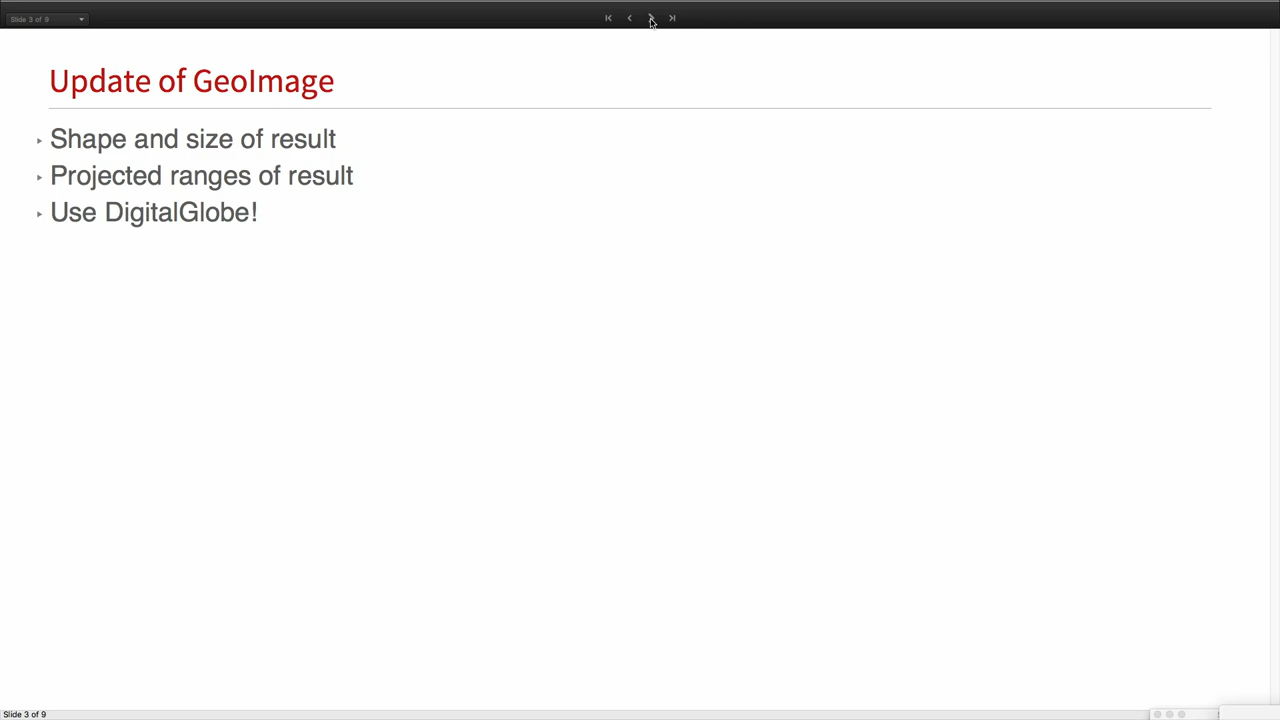 Slide 3 of 9
Update of GeoImage
Shape and size of result
Projected ranges of result
Use DigitalGlobe!
Slide 3 of 9